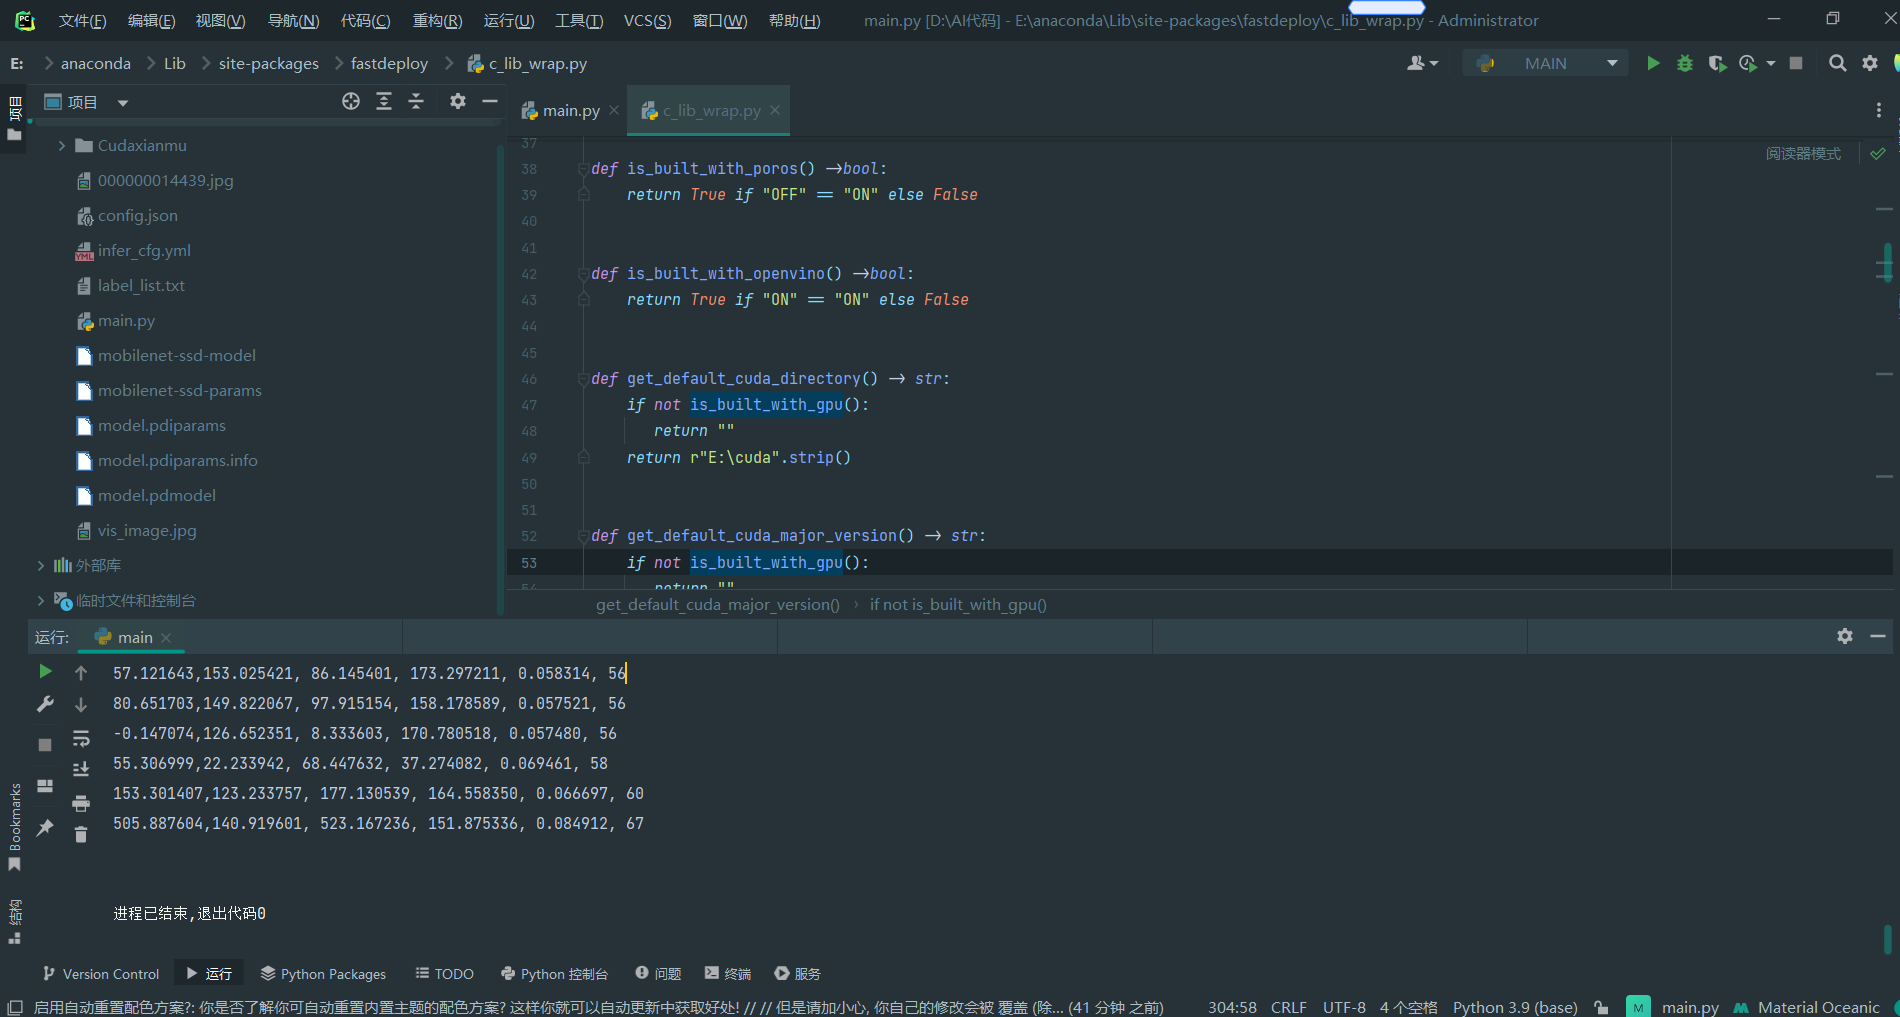 文件(F) 编辑(E) 视图(V) 导航(N) 代码(C) 重构(R) 运行(U) 工具(T) VCS(S) 窗口(W) 帮助(H) main.py [D:\AI代码] - E:\anaconda\Lib\site-packages\fastdeploy\c_lib_wrap.py - Administrator
E: anaconda Lib site-packages fastdeploy c_lib_wrap.py MAIN
项目
项目
main.py
c_lib_wrap.py
Cudaxianmu
000000014439.jpg
config.json
infer_cfg.yml
label_list.txt
main.py
mobilenet-ssd-model
mobilenet-ssd-params
model.pdiparams
model.pdiparams.info
model.pdmodel
vis_image.jpg
外部库
临时文件和控制台
阅读器模式
37
38 def is_built_with_poros() ->bool:
39 return True if "OFF" == "ON" else False
40
41
42 def is_built_with_openvino() ->bool:
43 return True if "ON" == "ON" else False
44
45
46 def get_default_cuda_directory() -> str:
47 if not is_built_with_gpu():
48 return ""
49 return r"E:\cuda".strip()
50
51
52 def get_default_cuda_major_version() -> str:
53 if not is_built_with_gpu():
54 return ""
get_default_cuda_major_version() › if not is_built_with_gpu()
运行: main
57.121643,153.025421, 86.145401, 173.297211, 0.058314, 56
80.651703,149.822067, 97.915154, 158.178589, 0.057521, 56
-0.147074,126.652351, 8.333603, 170.780518, 0.057480, 56
55.306999,22.233942, 68.447632, 37.274082, 0.069461, 58
153.301407,123.233757, 177.130539, 164.558350, 0.066697, 60
505.887604,140.919601, 523.167236, 151.875336, 0.084912, 67
进程已结束,退出代码0
Bookmarks
结构
Version Control 运行 Python Packages TODO Python 控制台 问题 终端 服务
启用自动重置配色方案?: 你是否了解你可自动重置内置主题的配色方案? 这样你就可以自动更新中获取好处! // // 但是请加小心, 你自己的修改会被 覆盖 (除... (41 分钟 之前) 304:58 CRLF UTF-8 4 个空格 Python 3.9 (base) M main.py Material Oceanic